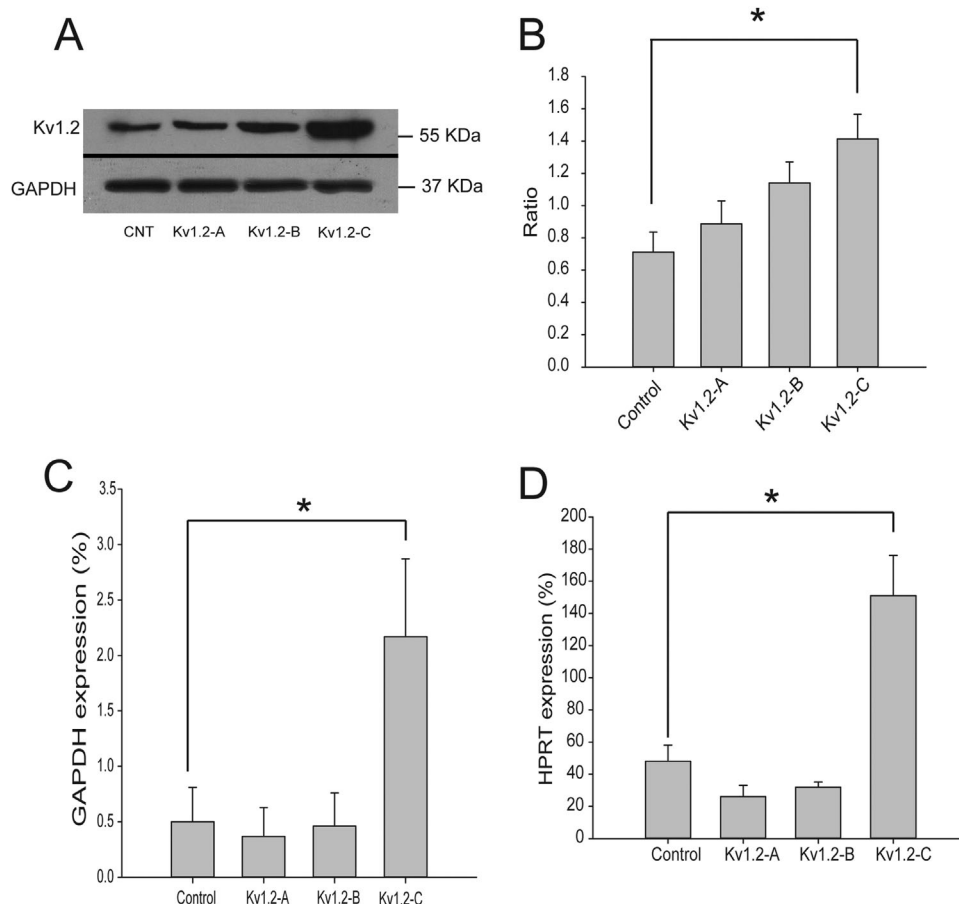 A
Kv1.2
55 KDa
GAPDH
37 KDa
CNT Kv1.2-A Kv1.2-B Kv1.2-C
B
*
1.8
1.6
1.4
1.2
1.0
0.8
0.6
0.4
0.2
0.0
Ratio
Control Kv1.2-A Kv1.2-B Kv1.2-C
C
*
3.5
3.0
2.5
2.0
1.5
1.0
0.5
0.0
GAPDH expression (%)
Control Kv1.2-A Kv1.2-B Kv1.2-C
D
*
200
180
160
140
120
100
80
60
40
20
0
HPRT expression (%)
Control Kv1.2-A Kv1.2-B Kv1.2-C